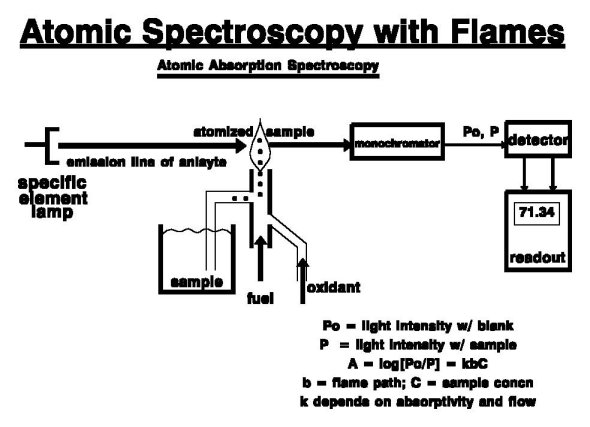 Atomic Spectroscopy with Flames
Atomic Absorption Spectroscopy
atomized sample
emission line of anlayte
specific
element
lamp
monochromator
Po, P
detector
71.34
readout
sample
fuel
oxidant
Po = light intensity w/ blank
P = light intensity w/ sample
A = log[Po/P] = kbC
b = flame path; C = sample concn
k depends on absorptivity and flow